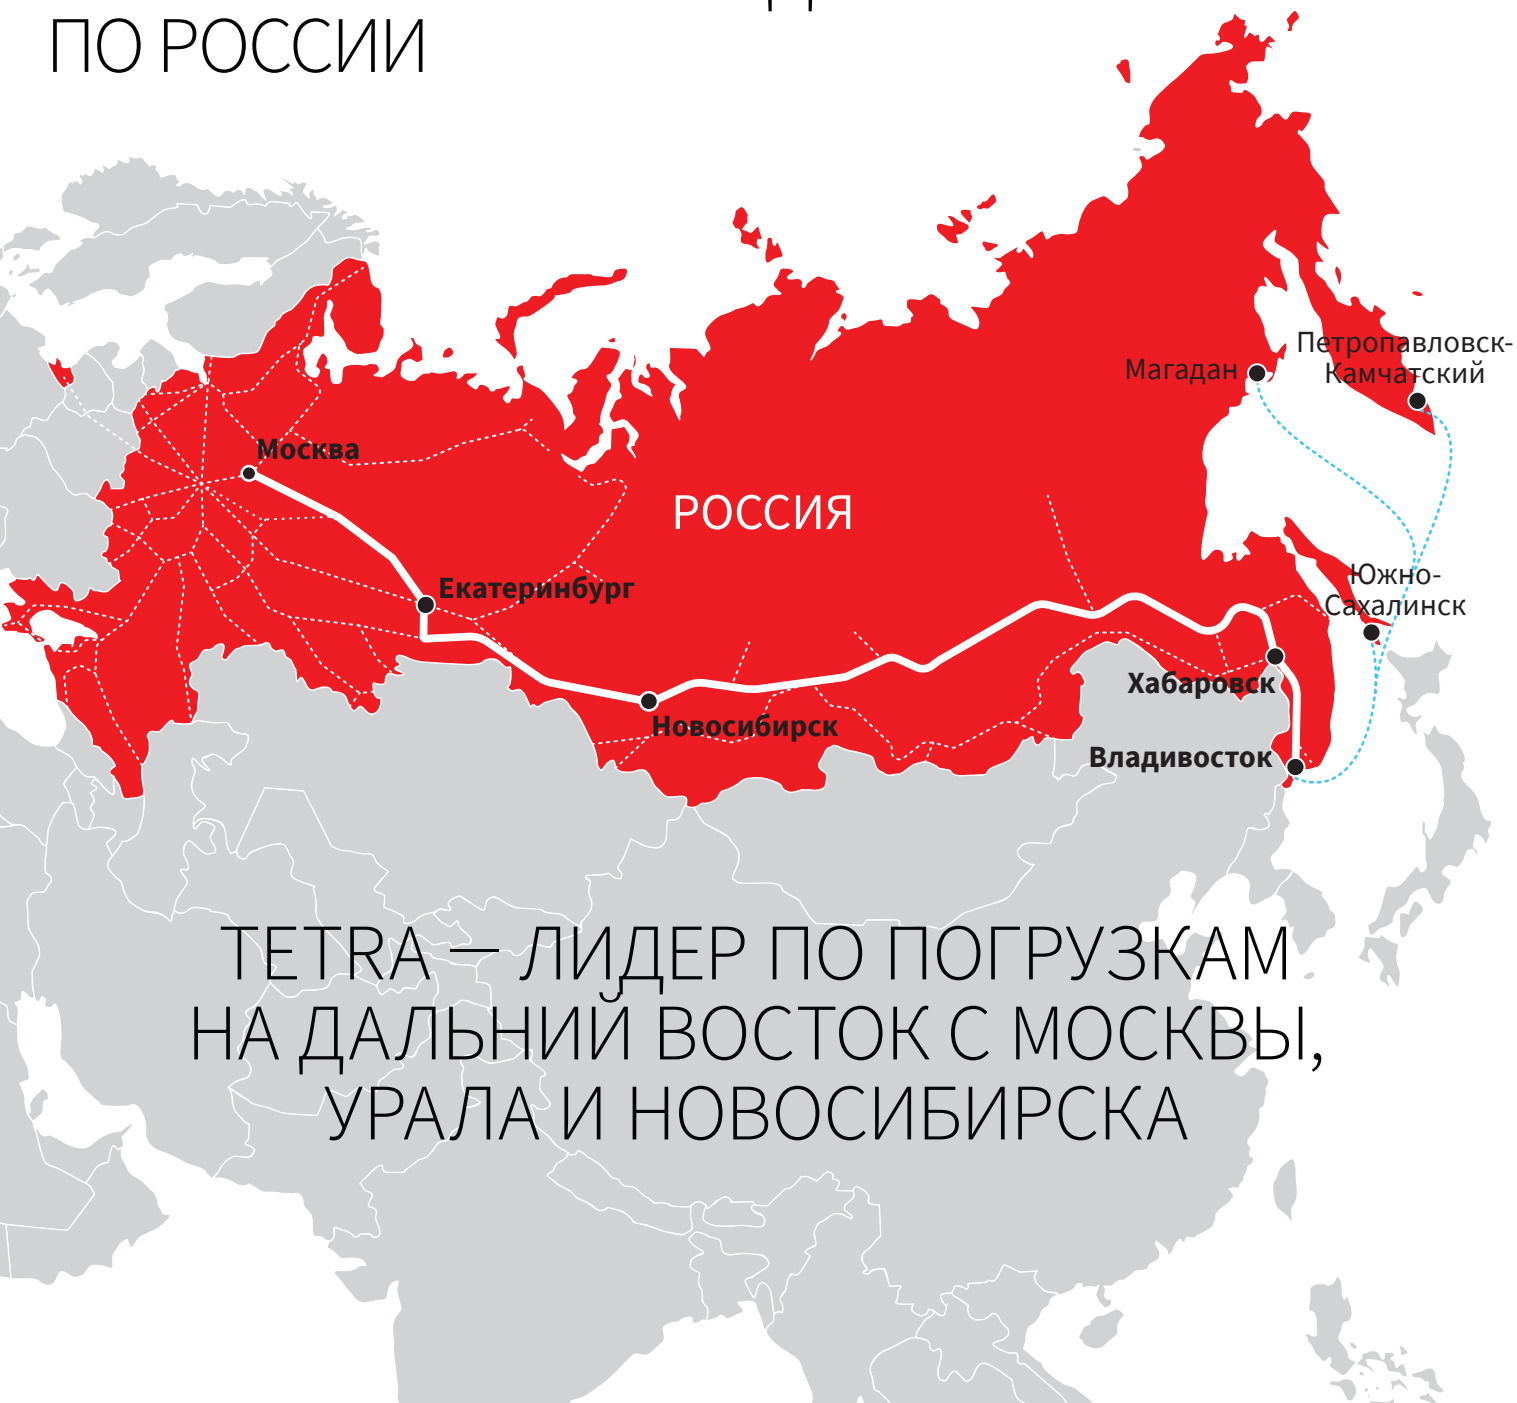 ПО РОССИИ
Петропавловск-
Камчатский
Магадан
Москва
РОССИЯ
Южно-
Сахалинск
Екатеринбург
Хабаровск
Новосибирск
Владивосток
TETRA — ЛИДЕР ПО ПОГРУЗКАМ
НА ДАЛЬНИЙ ВОСТОК С МОСКВЫ,
УРАЛА И НОВОСИБИРСКА